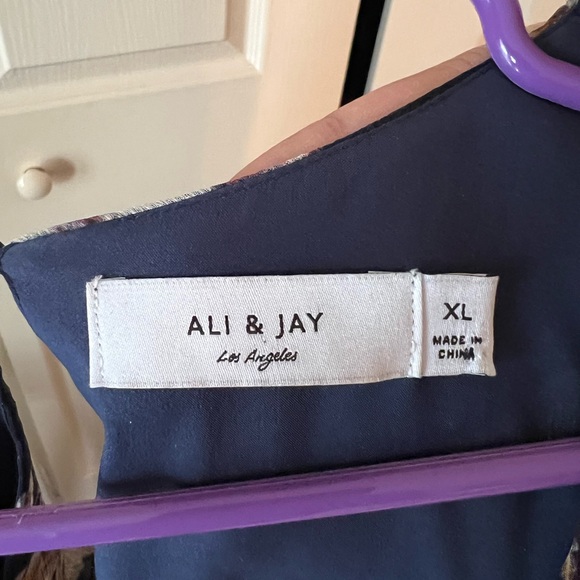 ALI & JAY
Los Angeles
XL
MADE IN
CHINA